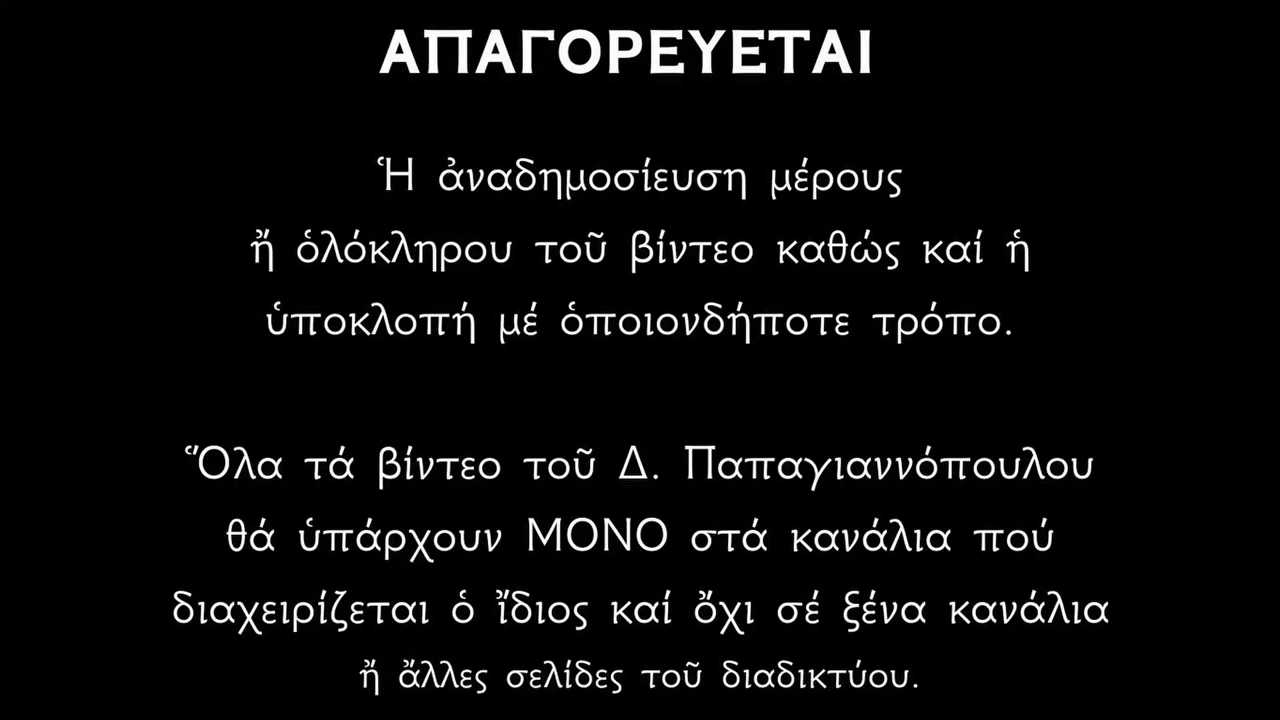 ΑΠΑΓΟΡΕΥΕΤΑΙ
Ἡ ἀναδημοσίευση μέρους
ἤ ὁλόκληρου τοῦ βίντεο καθώς καί ἡ
ὑποκλοπή μέ ὁποιονδήποτε τρόπο.
Ὅλα τά βίντεο τοῦ Δ. Παπαγιαννόπουλου
θά ὑπάρχουν ΜΟΝΟ στά κανάλια πού
διαχειρίζεται ὁ ἴδιος καί ὄχι σέ ξένα κανάλια
ἤ ἄλλες σελίδες τοῦ διαδικτύου.